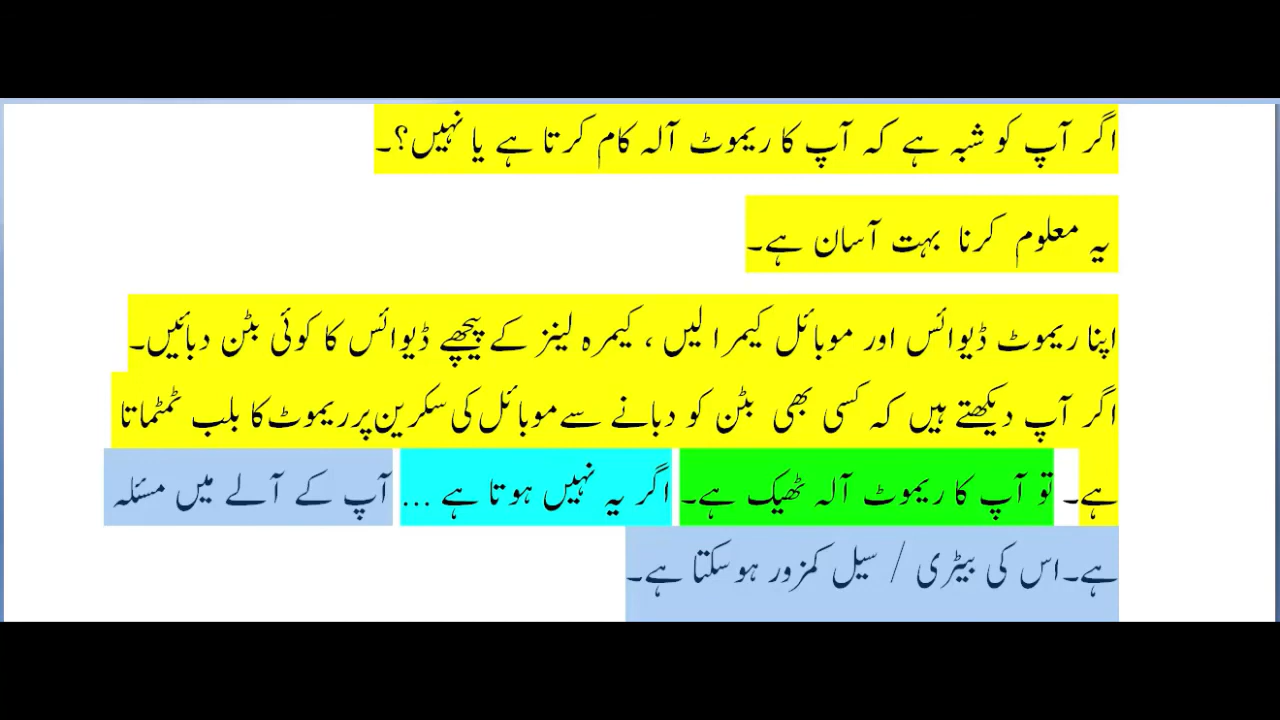 اگر آپ کو شبہ ہے کہ آپ کا ریموٹ آلہ کام کرتا ہے یا نہیں؟۔
یہ معلوم کرنا بہت آسان ہے۔
اپنا ریموٹ ڈیوائس اور موبائل کیمرا لیں ، کیمرہ لینز کے پیچھے ڈیوائس کا کوئی بٹن دبائیں۔
اگر آپ دیکھتے ہیں کہ کسی بھی بٹن کو دبانے سے موبائل کی سکرین پر ریموٹ کا بلب ٹمٹماتا
ہے۔ تو آپ کا ریموٹ آلہ ٹھیک ہے۔ اگر یہ نہیں ہوتا ہے ... آپ کے آلے میں مسئلہ
ہے۔اس کی بیٹری / سیل کمزور ہو سکتا ہے۔